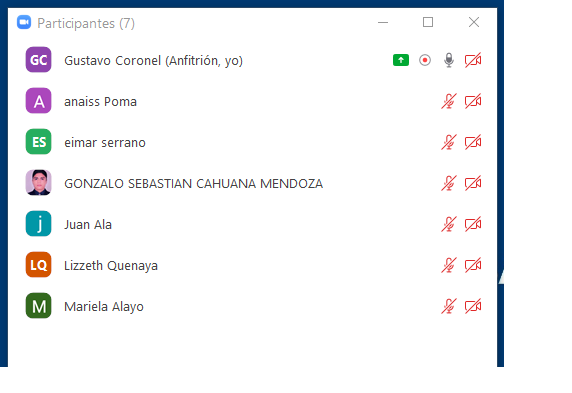 Participantes (7)
GC Gustavo Coronel (Anfitrión, yo)
A anaiss Poma
ES eimar serrano
GONZALO SEBASTIAN CAHUANA MENDOZA
j Juan Ala
LQ Lizzeth Quenaya
M Mariela Alayo